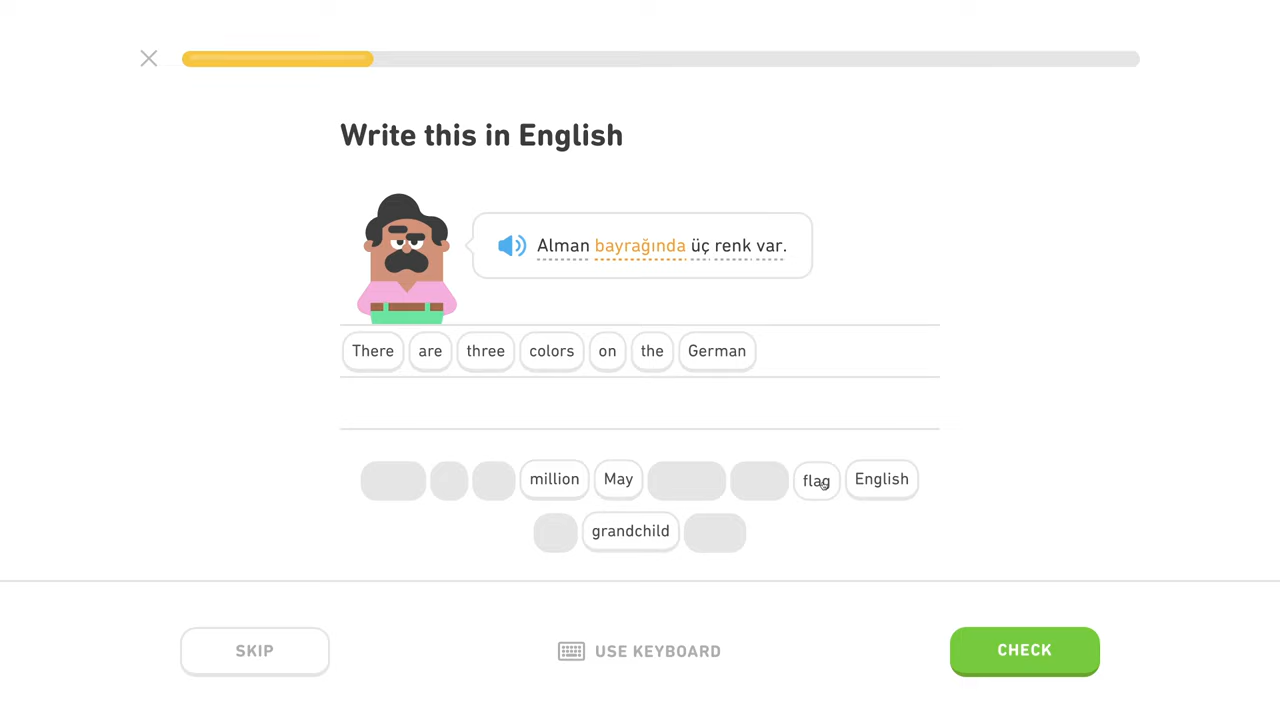 Write this in English
Alman bayrağında üç renk var.
There are three colors on the German
million May flag English
grandchild
SKIP USE KEYBOARD CHECK